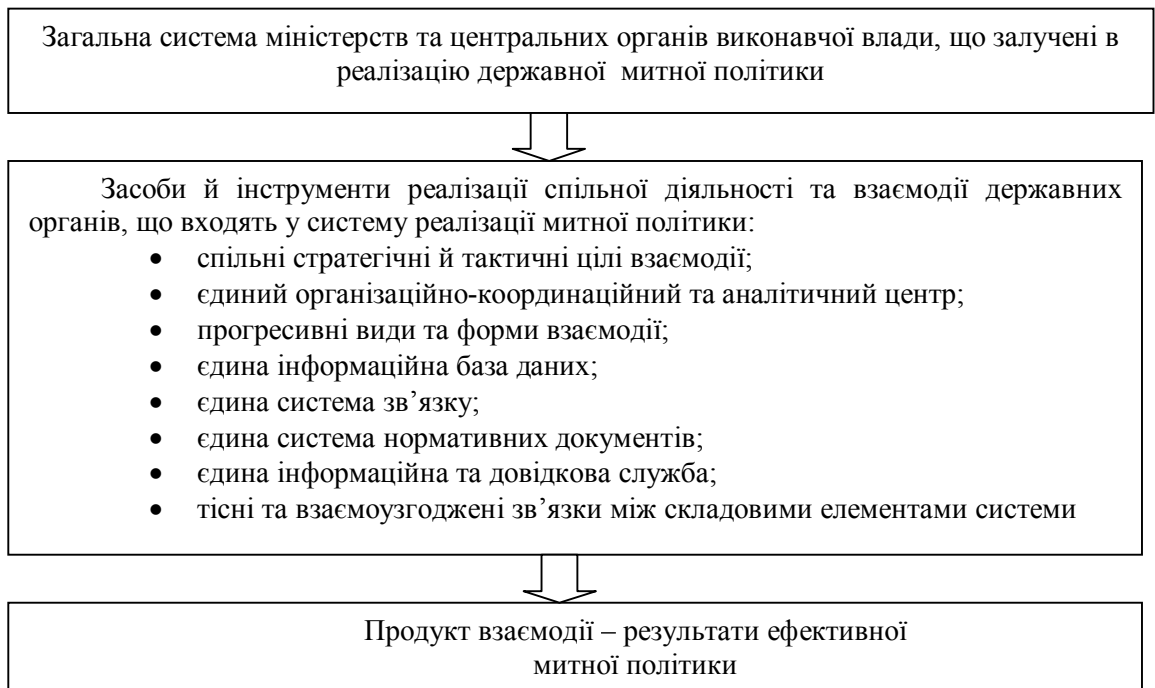 Загальна система міністерств та центральних органів виконавчої влади, що залучені в
реалізацію державної митної політики
Засоби й інструменти реалізації спільної діяльності та взаємодії державних
органів, що входять у систему реалізації митної політики:
• спільні стратегічні й тактичні цілі взаємодії;
• єдиний організаційно-координаційний та аналітичний центр;
• прогресивні види та форми взаємодії;
• єдина інформаційна база даних;
• єдина система зв’язку;
• єдина система нормативних документів;
• єдина інформаційна та довідкова служба;
• тісні та взаємоузгоджені зв’язки між складовими елементами системи
Продукт взаємодії – результати ефективної
митної політики